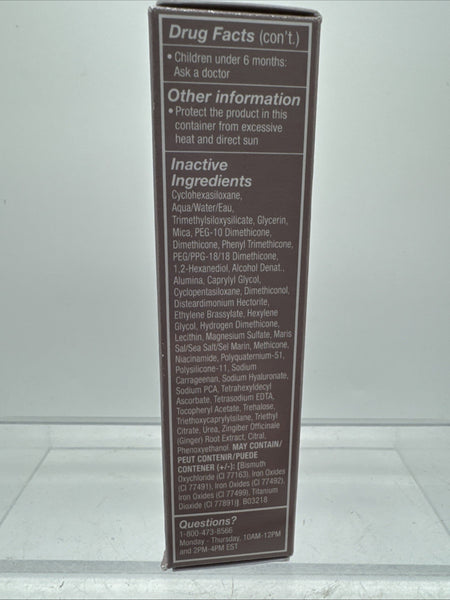 Drug Facts (con't.)
• Children under 6 months:
Ask a doctor
Other information
• Protect the product in this
container from excessive
heat and direct sun
Inactive
Ingredients
Cyclohexasiloxane,
Aqua/Water/Eau,
Trimethylsiloxysilicate, Glycerin,
Mica, PEG-10 Dimethicone,
Dimethicone, Phenyl Trimethicone,
PEG/PPG-18/18 Dimethicone,
1,2-Hexanediol, Alcohol Denat.,
Alumina, Caprylyl Glycol,
Cyclopentasiloxane, Dimethiconol,
Disteardimonium Hectorite,
Ethylene Brassylate, Hexylene
Glycol, Hydrogen Dimethicone,
Lecithin, Magnesium Sulfate, Maris
Sal/Sea Salt/Sel Marin, Methicone,
Niacinamide, Polyquaternium-51,
Polysilicone-11, Sodium
Carrageenan, Sodium Hyaluronate,
Sodium PCA, Tetrahexyldecyl
Ascorbate, Tetrasodium EDTA,
Tocopheryl Acetate, Trehalose,
Triethoxycaprylylsilane, Triethyl
Citrate, Urea, Zingiber Officinale
(Ginger) Root Extract, Citral,
Phenoxyethanol. MAY CONTAIN/
PEUT CONTENIR/PUEDE
CONTENER (+/-): [Bismuth
Oxychloride (CI 77163), Iron Oxides
(CI 77491), Iron Oxides (CI 77492),
Iron Oxides (CI 77499), Titanium
Dioxide (CI 77891)]. B03218
Questions?
1-800-473-8566
Monday - Thursday, 10AM-12PM
and 2PM-4PM EST